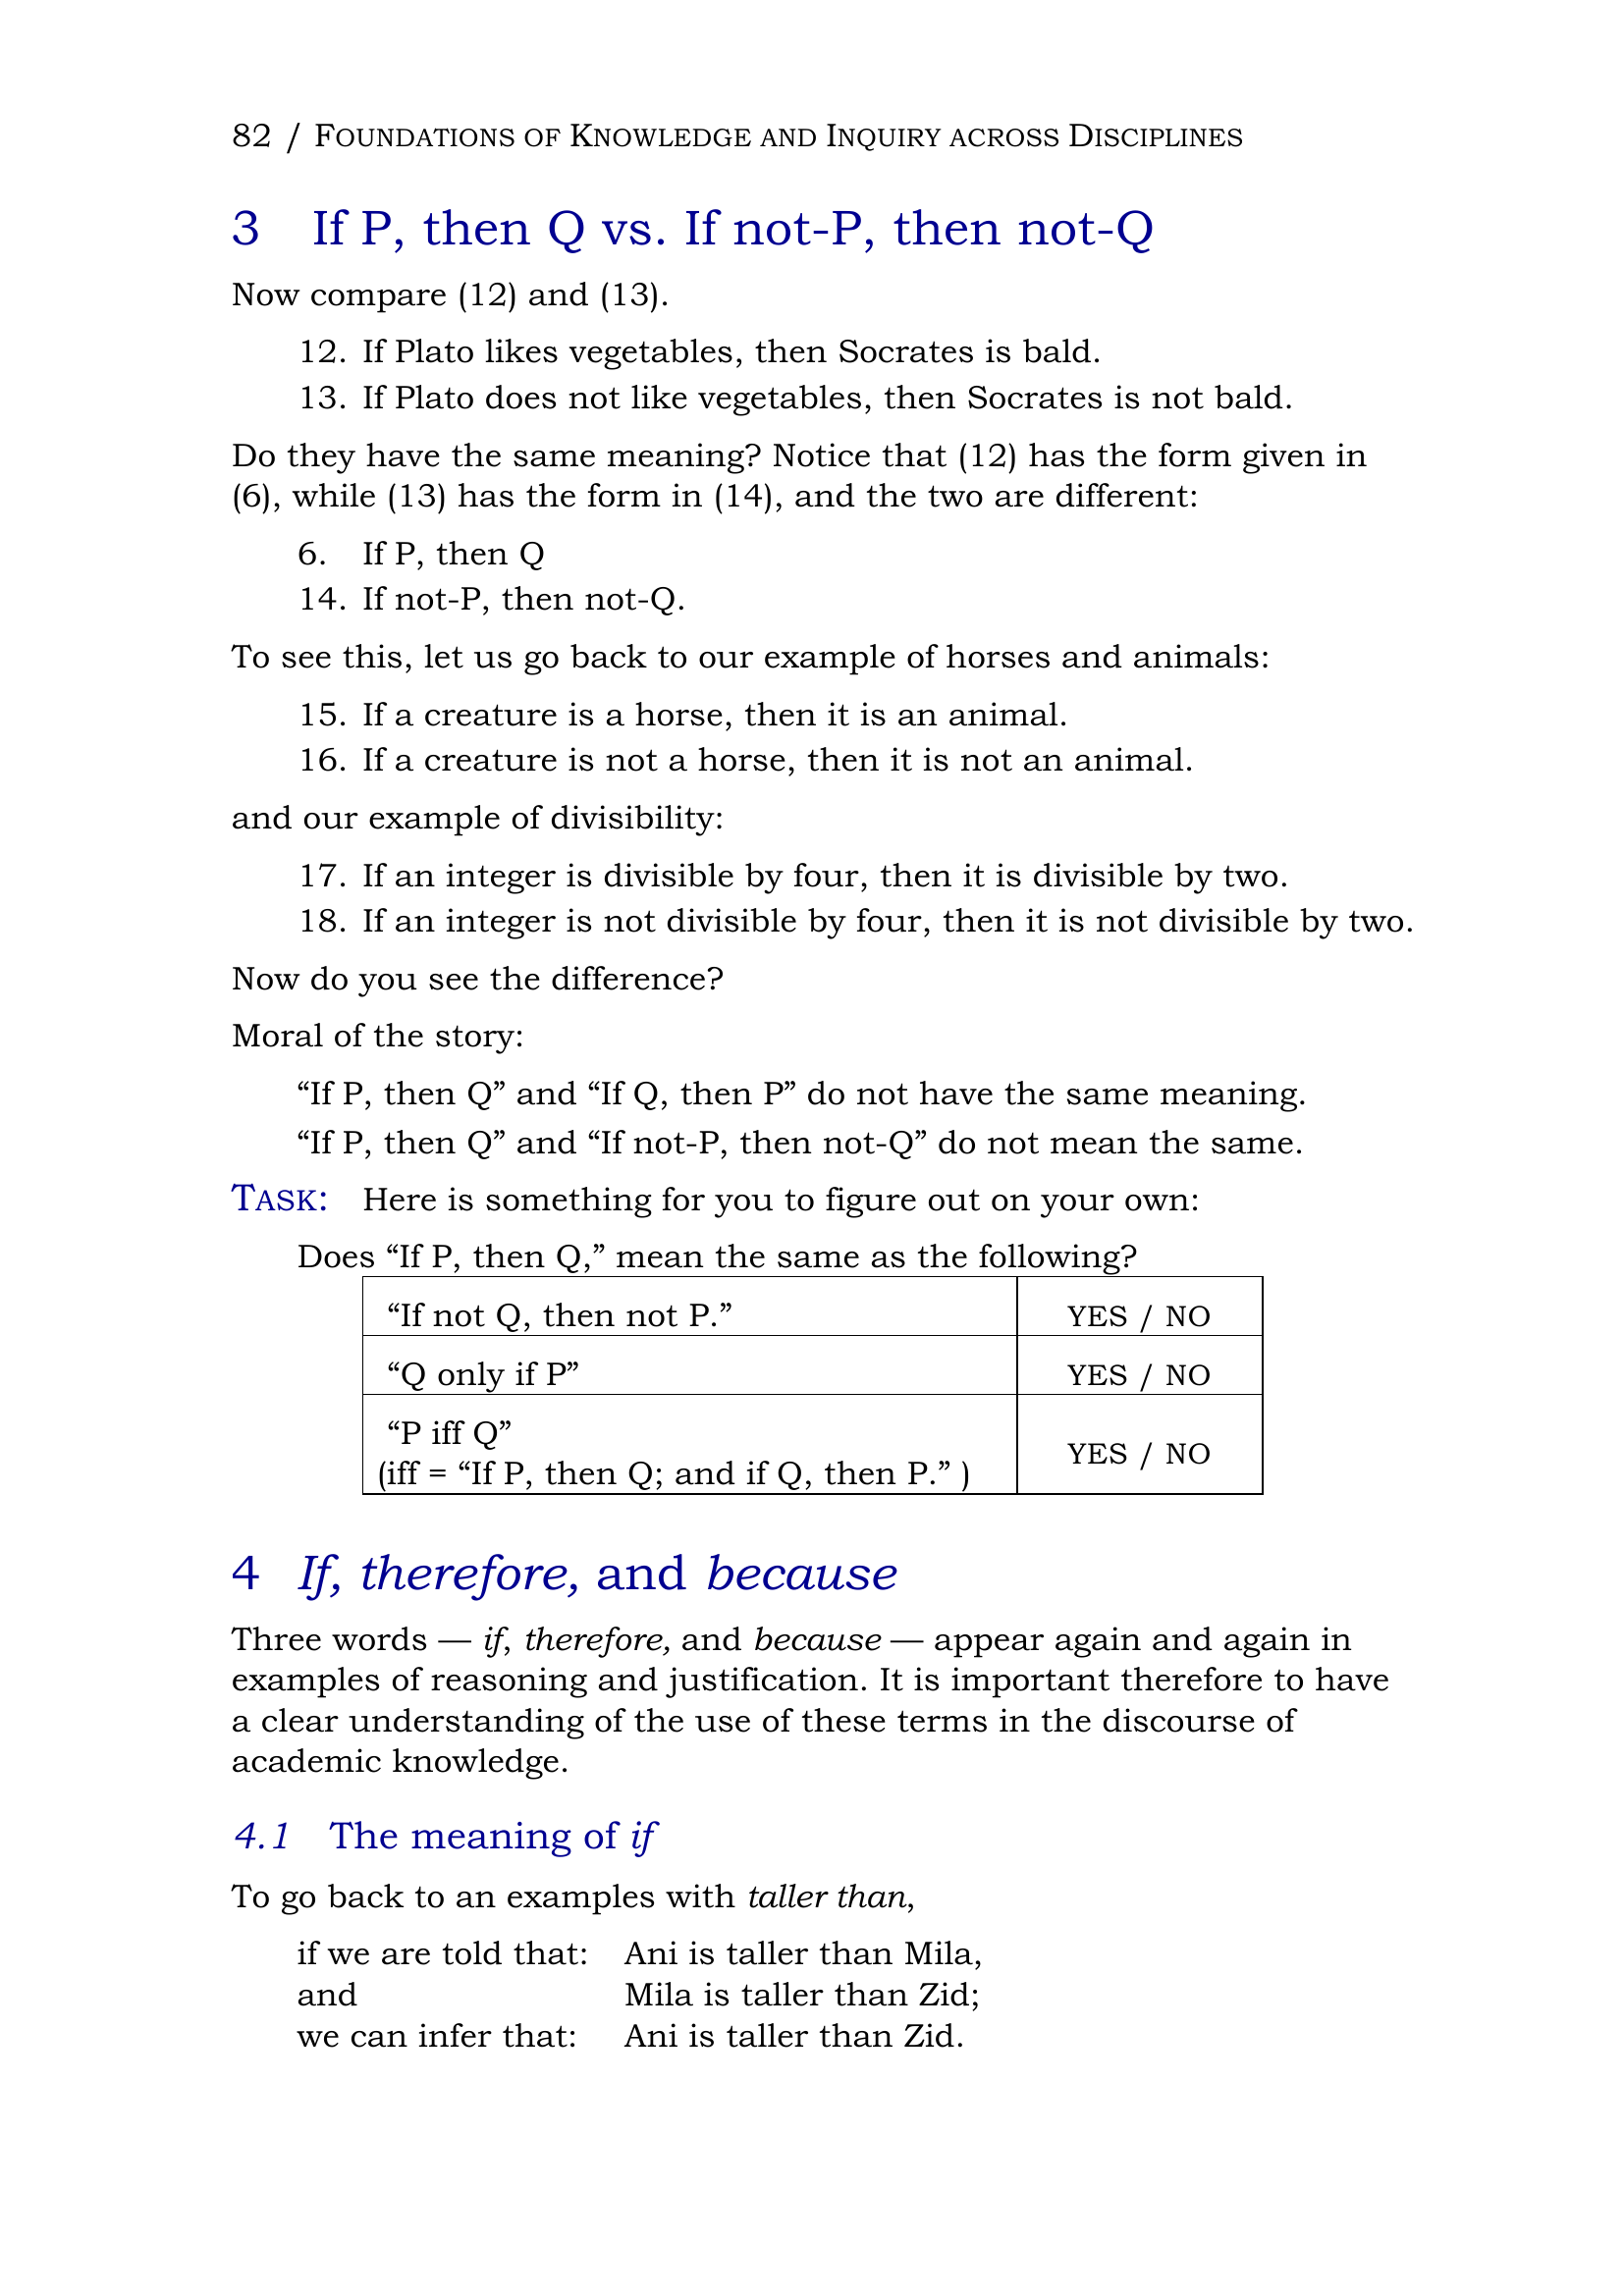 82 / FOUNDATIONS OF KNOWLEDGE AND INQUIRY ACROSS DISCIPLINES
3 If P, then Q vs. If not-P, then not-Q
Now compare (12) and (13).
12. If Plato likes vegetables, then Socrates is bald.
13. If Plato does not like vegetables, then Socrates is not bald.
Do they have the same meaning? Notice that (12) has the form given in
(6), while (13) has the form in (14), and the two are different:
6. If P, then Q
14. If not-P, then not-Q.
To see this, let us go back to our example of horses and animals:
15. If a creature is a horse, then it is an animal.
16. If a creature is not a horse, then it is not an animal.
and our example of divisibility:
17. If an integer is divisible by four, then it is divisible by two.
18. If an integer is not divisible by four, then it is not divisible by two.
Now do you see the difference?
Moral of the story:
“If P, then Q” and “If Q, then P” do not have the same meaning.
“If P, then Q” and “If not-P, then not-Q” do not mean the same.
TASK: Here is something for you to figure out on your own:
Does “If P, then Q,” mean the same as the following?
“If not Q, then not P.” YES / NO
“Q only if P” YES / NO
“P iff Q”
(iff = “If P, then Q; and if Q, then P.” ) YES / NO
4 If, therefore, and because
Three words — if, therefore, and because — appear again and again in
examples of reasoning and justification. It is important therefore to have
a clear understanding of the use of these terms in the discourse of
academic knowledge.
4.1 The meaning of if
To go back to an examples with taller than,
if we are told that: Ani is taller than Mila,
and Mila is taller than Zid;
we can infer that: Ani is taller than Zid.